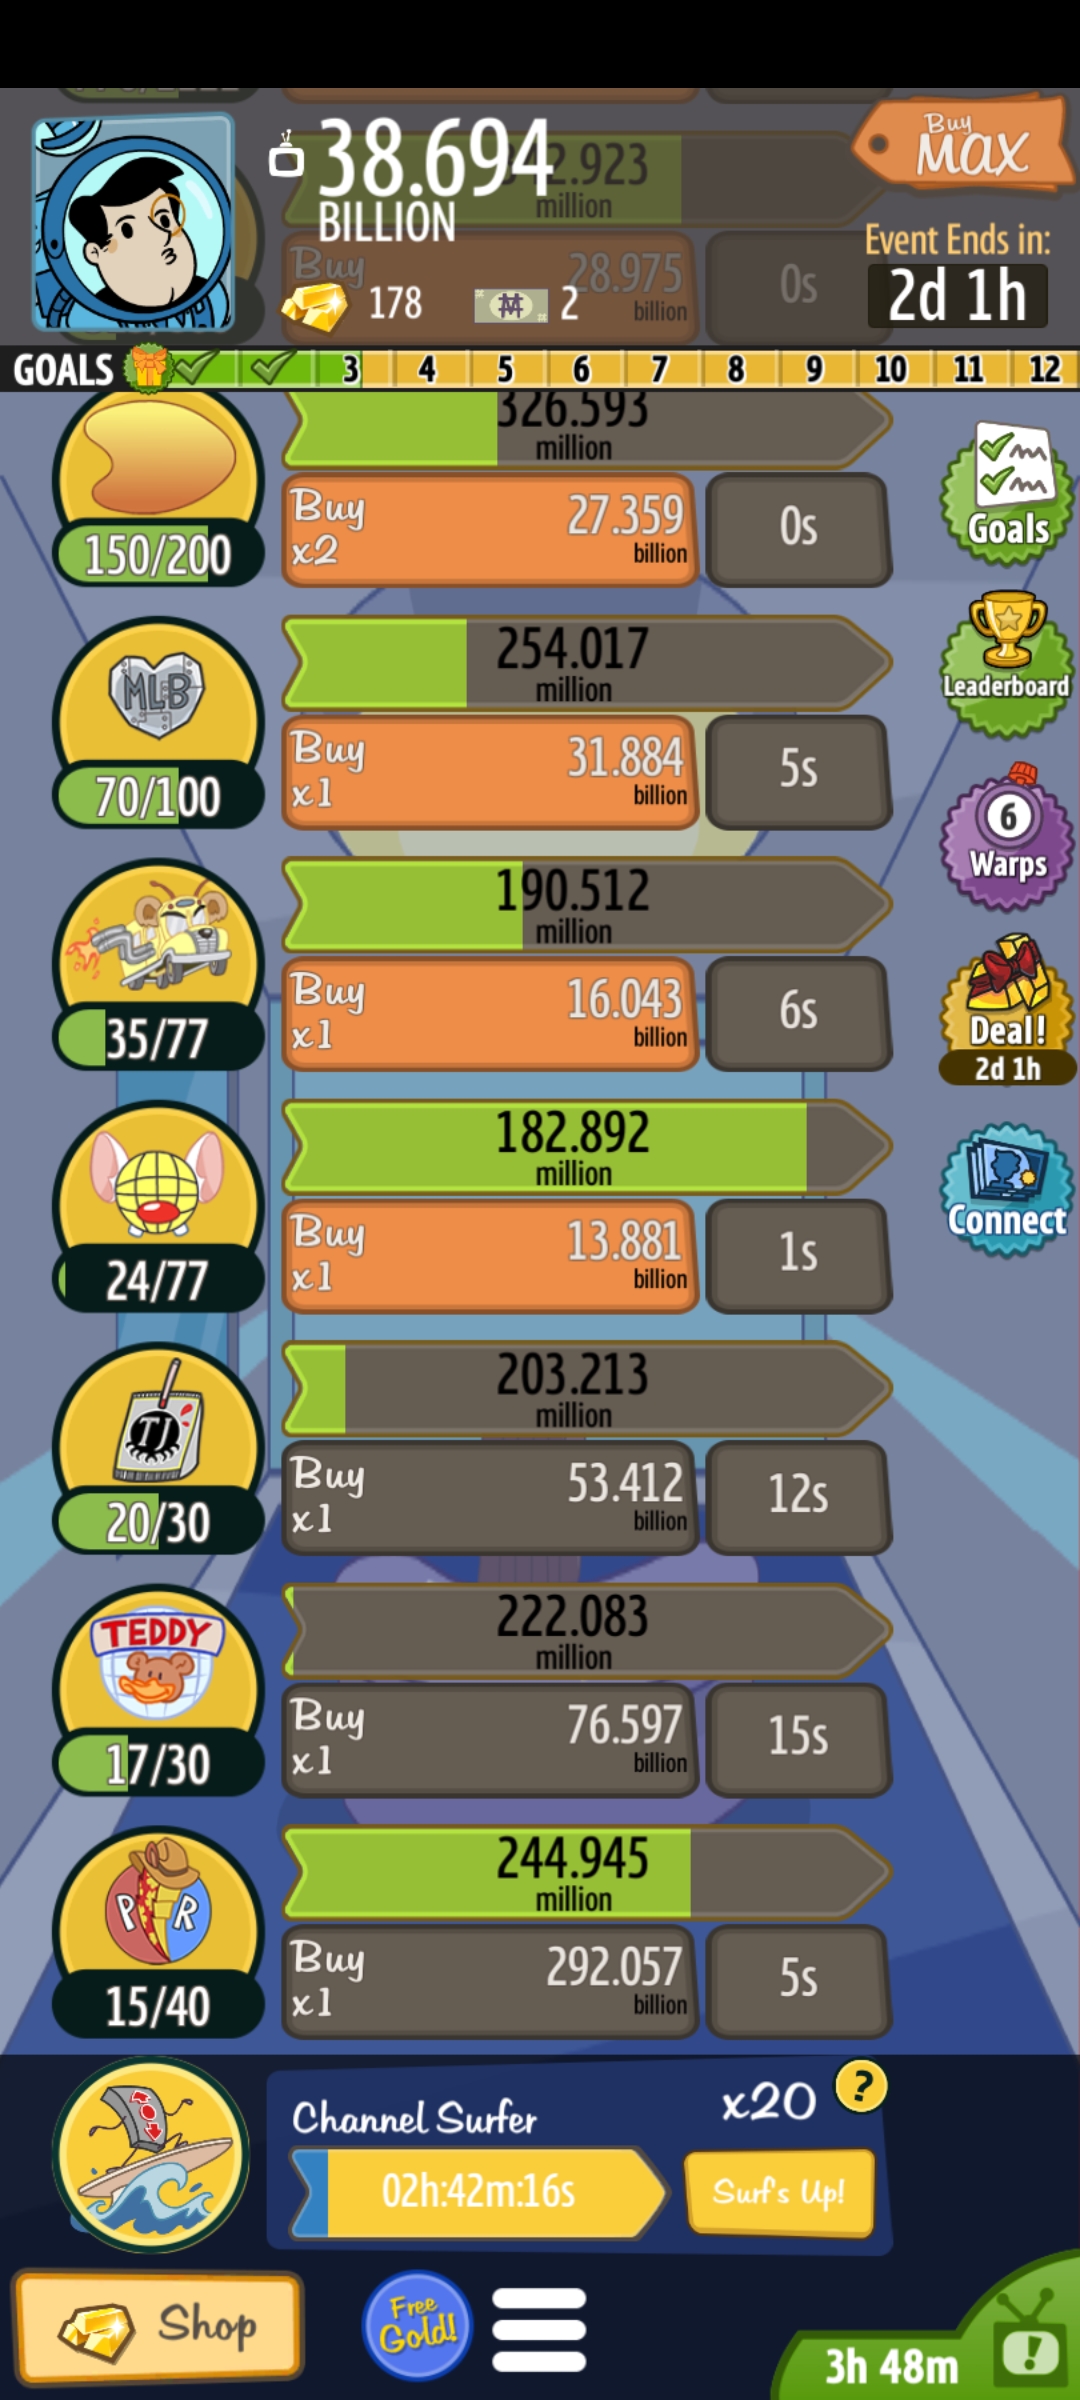 38.694
BILLION
Buy
MAX
million
Event Ends in:
2d 1h
Buy
28.975
billion
0s
178
2
GOALS 3 4 5 6 7 8 9 10 11 12
326.593
million
Buy
x2
27.359
billion
0s
150/200
Goals
MLB
254.017
million
Buy
x1
31.884
billion
5s
70/100
Leaderboard
190.512
million
Buy
x1
16.043
billion
6s
35/77
6
Warps
Deal!
2d 1h
182.892
million
Buy
x1
13.881
billion
1s
24/77
Connect
TJ
203.213
million
Buy
x1
53.412
billion
12s
20/30
TEDDY
222.083
million
Buy
x1
76.597
billion
15s
17/30
P R
244.945
million
Buy
x1
292.057
billion
5s
15/40
Channel Surfer
x20
?
02h:42m:16s
Surf's Up!
Shop
Free
Gold!
3h 48m
!